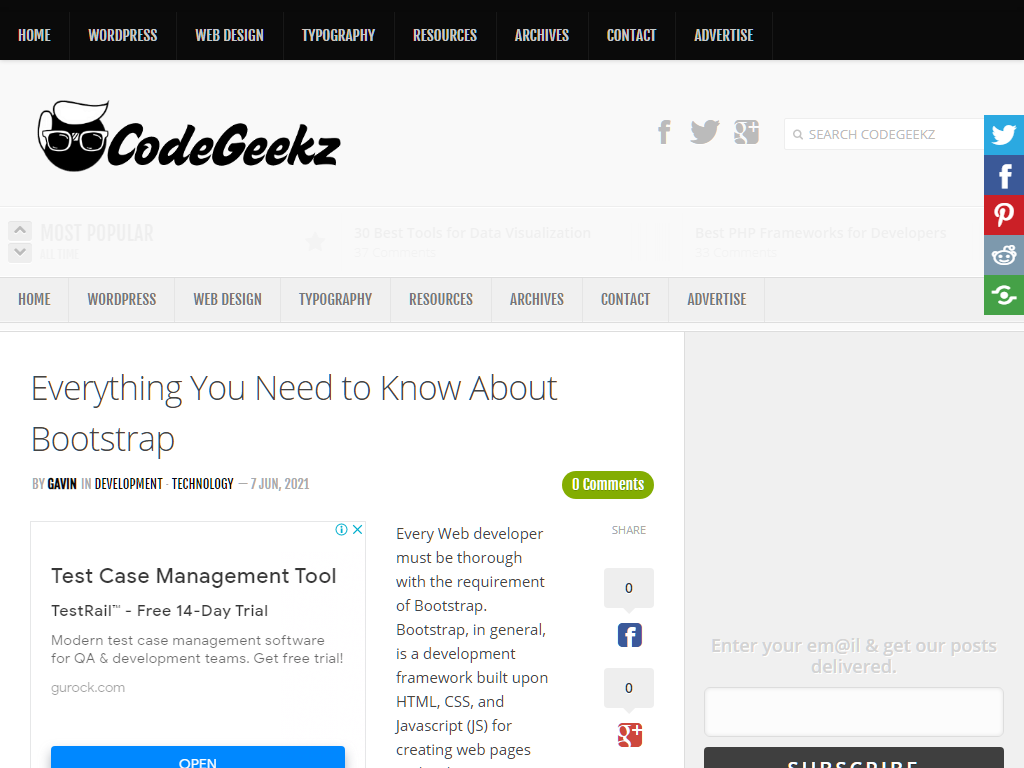 HOME WORDPRESS WEB DESIGN TYPOGRAPHY RESOURCES ARCHIVES CONTACT ADVERTISE
CodeGeekz
SEARCH CODEGEEKZ
MOST POPULAR
ALL TIME
30 Best Tools for Data Visualization
37 Comments
Best PHP Frameworks for Developers
HOME WORDPRESS WEB DESIGN TYPOGRAPHY RESOURCES ARCHIVES CONTACT ADVERTISE
Everything You Need to Know About
Bootstrap
BY GAVIN IN DEVELOPMENT · TECHNOLOGY — 7 JUN, 2021
0 Comments
Test Case Management Tool
TestRail™ - Free 14-Day Trial
Modern test case management software
for QA & development teams. Get free trial!
gurock.com
OPEN
Every Web developer
must be thorough
with the requirement
of Bootstrap.
Bootstrap, in general,
is a development
framework built upon
HTML, CSS, and
Javascript (JS) for
creating web pages
SHARE
0
0
Enter your em@il & get our posts
delivered.
SUBSCRIBE